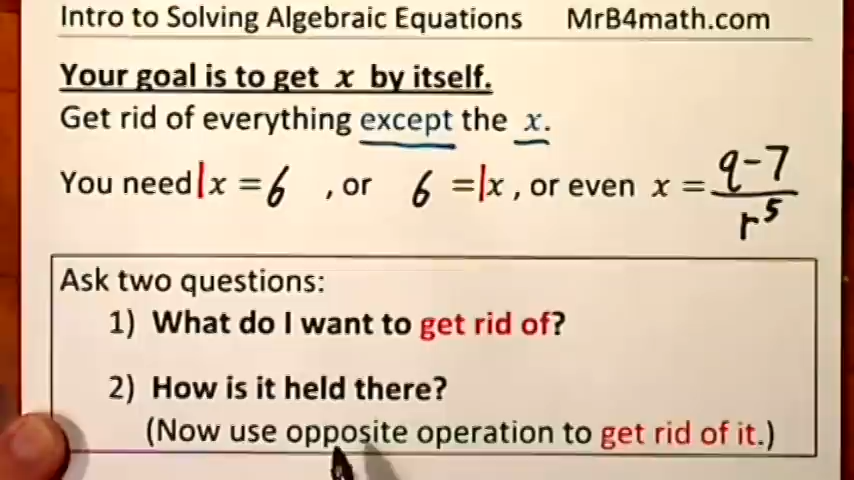 Intro to Solving Algebraic Equations MrB4math.com
Your goal is to get x by itself.
Get rid of everything except the x.
You need 1x = 6 , or 6 = 1x , or even x = q-7/r⁵
Ask two questions:
1) What do I want to get rid of?
2) How is it held there?
(Now use opposite operation to get rid of it.)